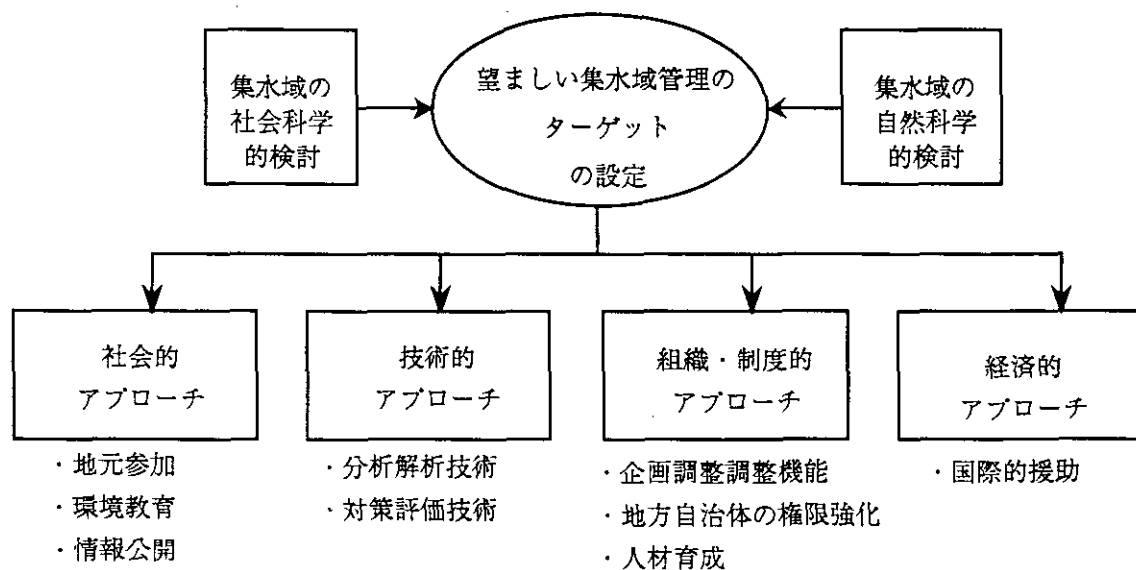 集水域の
社会科学
的検討
望ましい集水域管理の
ターゲット
の設定
集水域の
自然科学
的検討
社会的
アプローチ
・地元参加
・環境教育
・情報公開
技術的
アプローチ
・分析解析技術
・対策評価技術
組織・制度的
アプローチ
・企画調整調整機能
・地方自治体の権限強化
・人材育成
経済的
アプローチ
・国際的援助